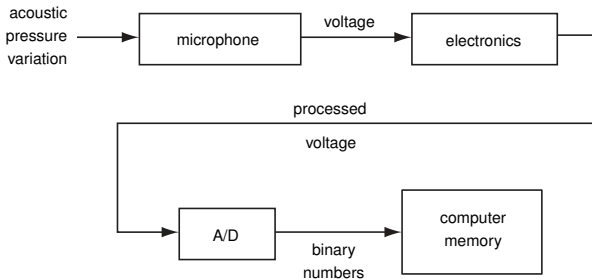 acoustic
pressure
variation
microphone
voltage
electronics
processed
voltage
A/D
binary
numbers
computer
memory